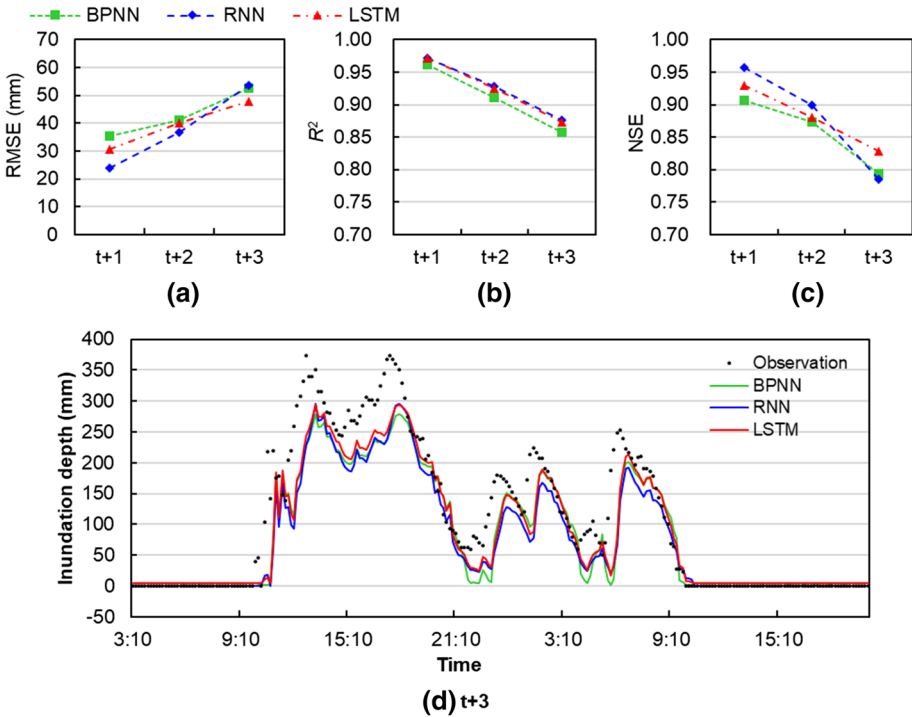 BPNN RNN LSTM
RMSE (mm)
70
60
50
40
30
20
10
0
t+1 t+2 t+3
(a)
R²
1.00
0.95
0.90
0.85
0.80
0.75
0.70
t+1 t+2 t+3
(b)
NSE
1.00
0.95
0.90
0.85
0.80
0.75
0.70
t+1 t+2 t+3
(c)
Inundation depth (mm)
400
350
300
250
200
150
100
50
0
-50
Observation
BPNN
RNN
LSTM
3:10 9:10 15:10 21:10 3:10 9:10 15:10
Time
(d) t+3